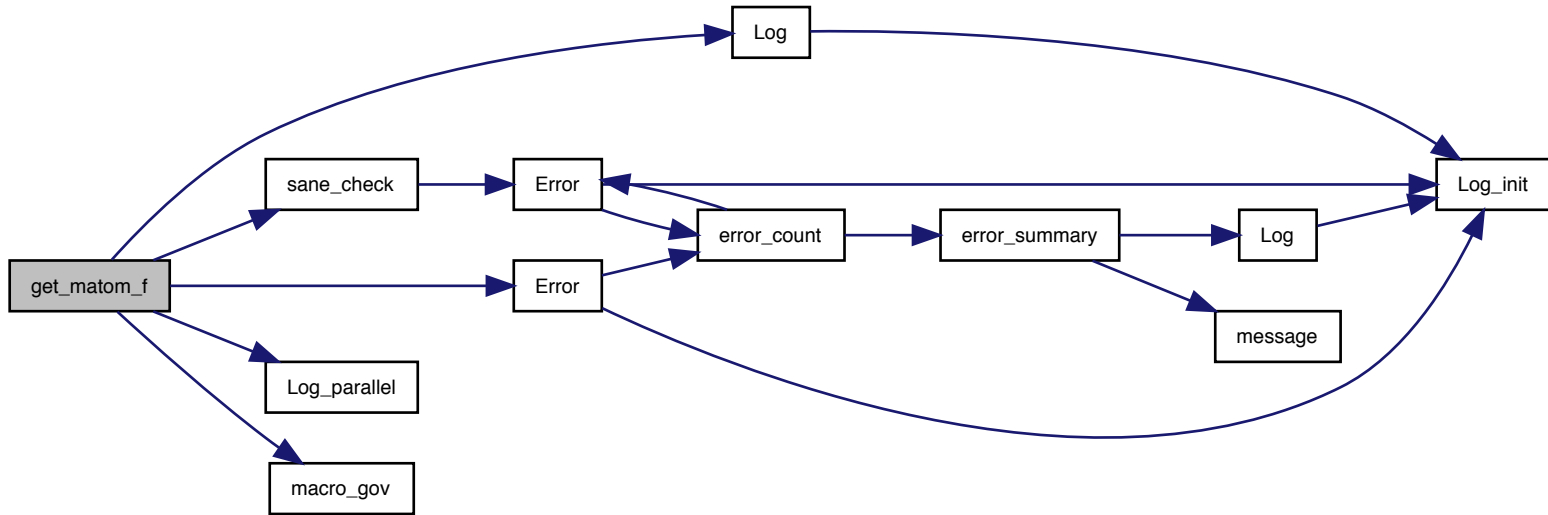 Log
sane_check
Error
Log_init
error_count
error_summary
Log
get_matom_f
Error
message
Log_parallel
macro_gov